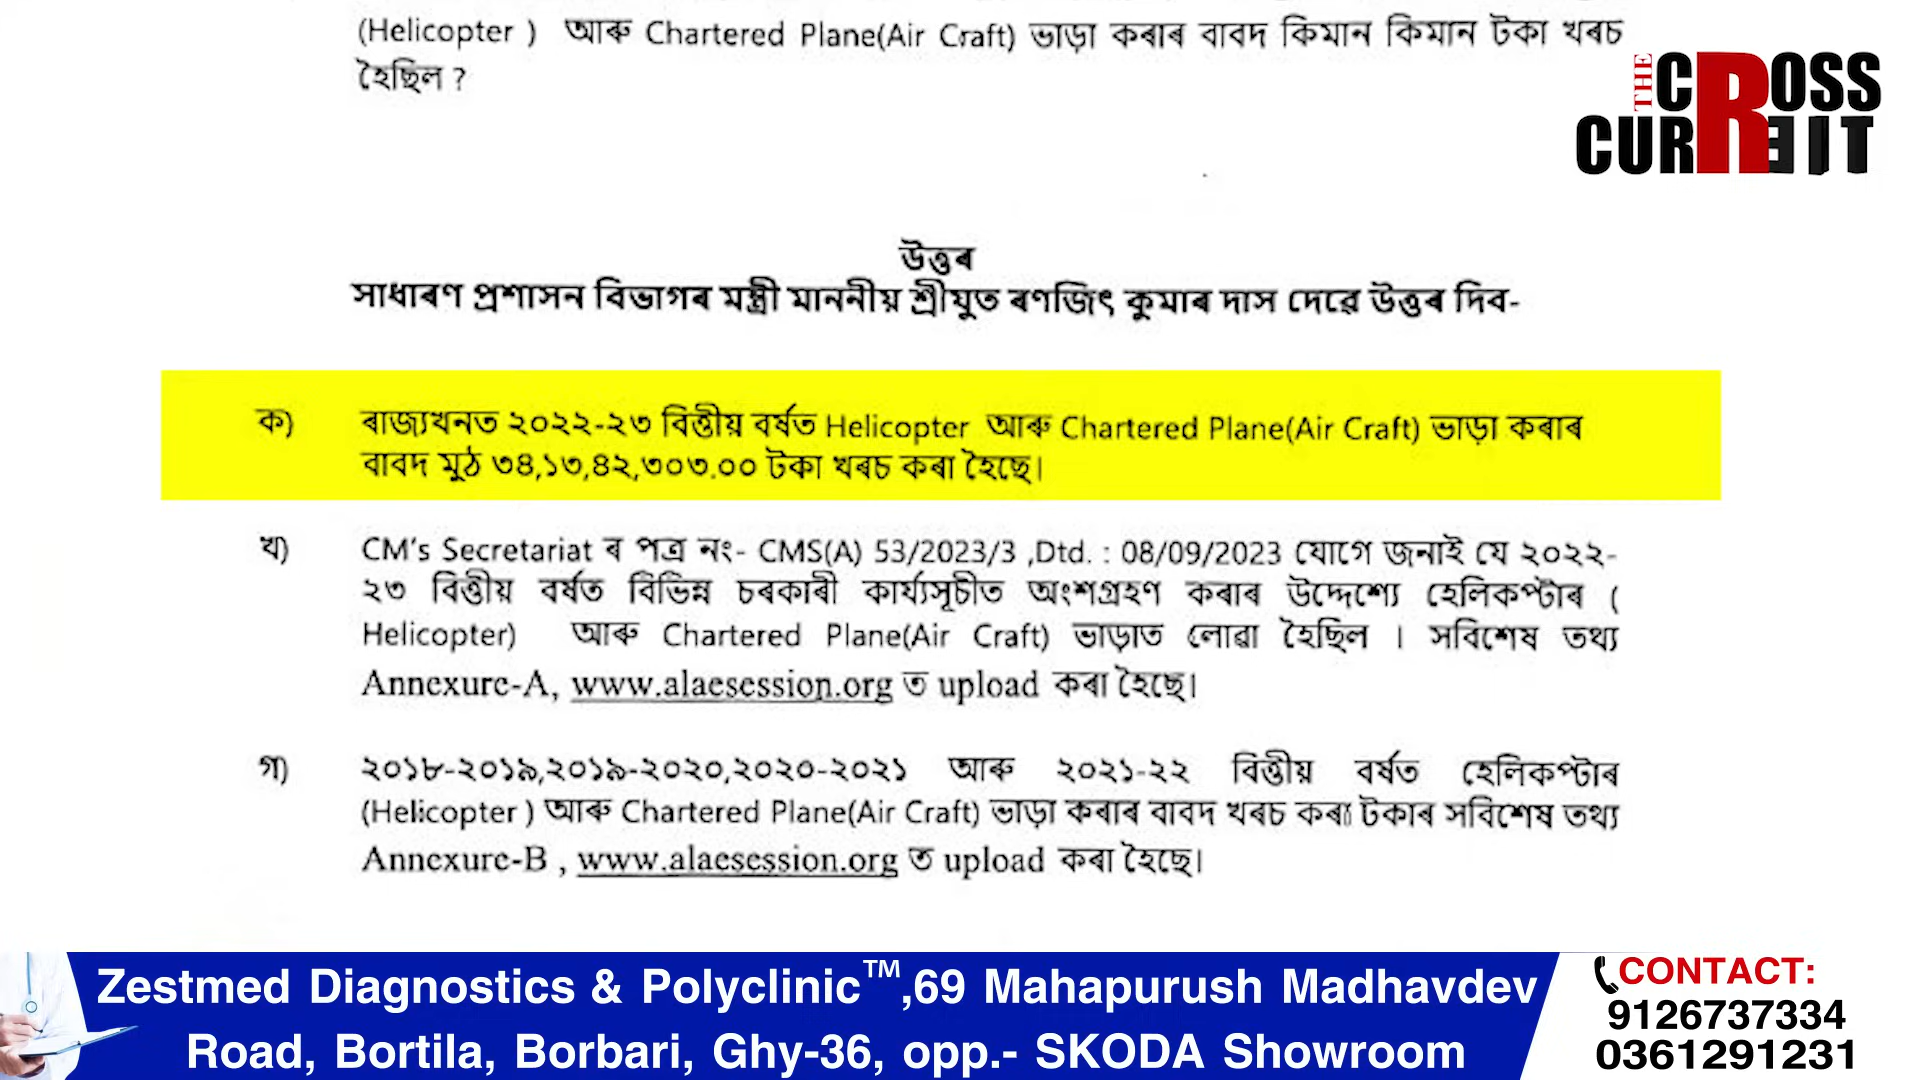 (Helicopter ) আৰু Chartered Plane(Air Craft) ভাড়া কৰাৰ বাবদ কিমান কিমান টকা খৰচ
হৈছিল ?
THE CROSS
CURRENT
উত্তৰ
সাধাৰণ প্ৰশাসন বিভাগৰ মন্ত্ৰী মাননীয় শ্ৰীযুত ৰণজিৎ কুমাৰ দাস দেৱে উত্তৰ দিব-
ক) ৰাজ্যখনত ২০২২-২৩ বিত্তীয় বৰ্ষত Helicopter আৰু Chartered Plane(Air Craft) ভাড়া কৰাৰ
বাবদ মুঠ ৩৪,১৩,৪২,৩০৩.০০ টকা খৰচ কৰা হৈছে।
খ) CM's Secretariat ৰ পত্ৰ নং- CMS(A) 53/2023/3 ,Dtd. : 08/09/2023 যোগে জনাই যে ২০২২-
২৩ বিত্তীয় বৰ্ষত বিভিন্ন চৰকাৰী কাৰ্য্যসূচীত অংশগ্ৰহণ কৰাৰ উদ্দেশ্যে হেলিকপ্টাৰ (
Helicopter) আৰু Chartered Plane(Air Craft) ভাড়াত লোৱা হৈছিল । সবিশেষ তথ্য
Annexure-A, www.alaesession.org ত upload কৰা হৈছে।
গ) ২০১৮-২০১৯,২০১৯-২০২০,২০২০-২০২১ আৰু ২০২১-২২ বিত্তীয় বৰ্ষত হেলিকপ্টাৰ
(Helicopter ) আৰু Chartered Plane(Air Craft) ভাড়া কৰাৰ বাবদ খৰচ কৰা টকাৰ সবিশেষ তথ্য
Annexure-B , www.alaesession.org ত upload কৰা হৈছে।
Zestmed Diagnostics & Polyclinic™,69 Mahapurush Madhavdev
Road, Bortila, Borbari, Ghy-36, opp.- SKODA Showroom
CONTACT:
9126737334
0361291231